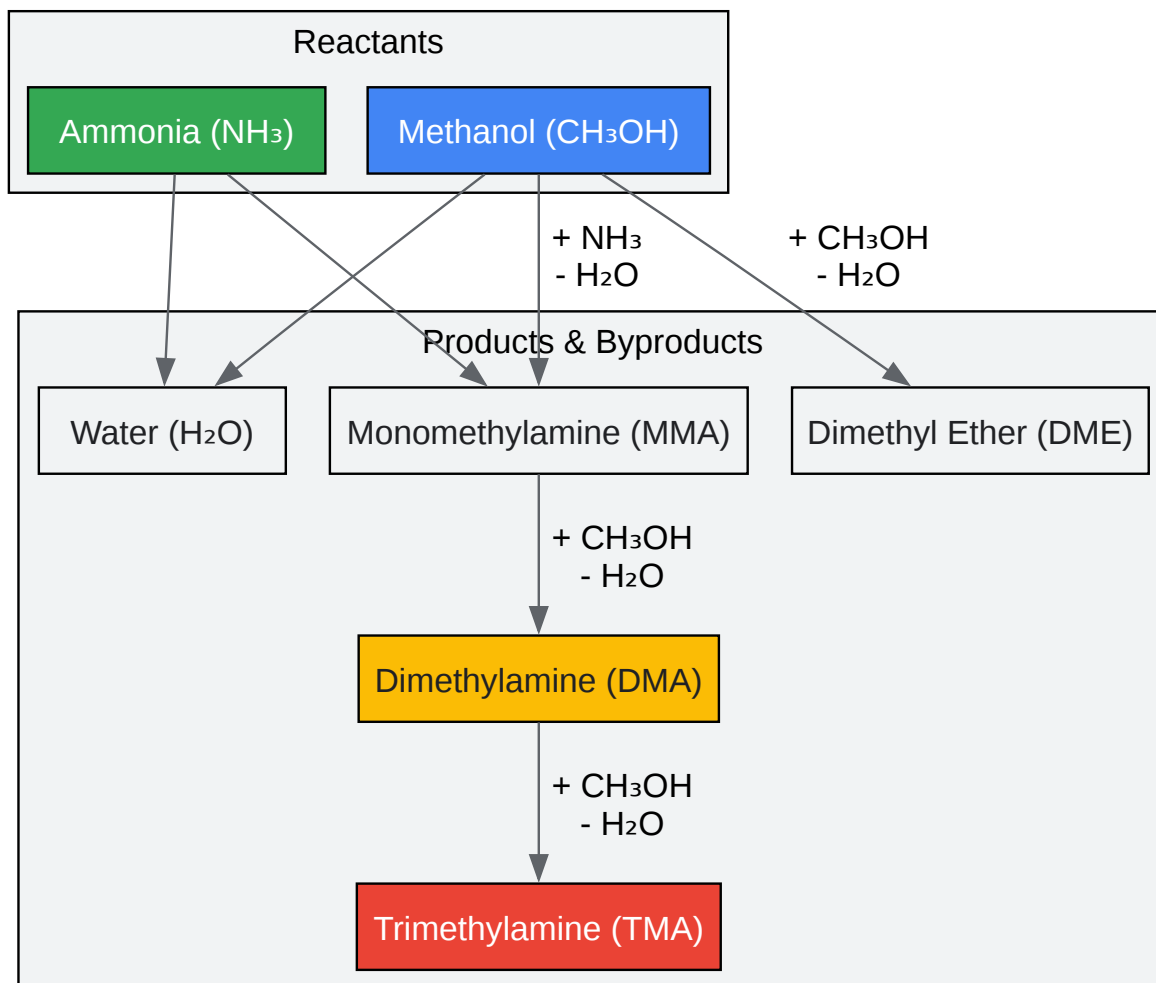 Reactants
Ammonia (NH₃)
Methanol (CH₃OH)
+ NH₃
- H₂O
+ CH₃OH
- H₂O
Products & Byproducts
Water (H₂O)
Monomethylamine (MMA)
Dimethyl Ether (DME)
+ CH₃OH
- H₂O
Dimethylamine (DMA)
+ CH₃OH
- H₂O
Trimethylamine (TMA)